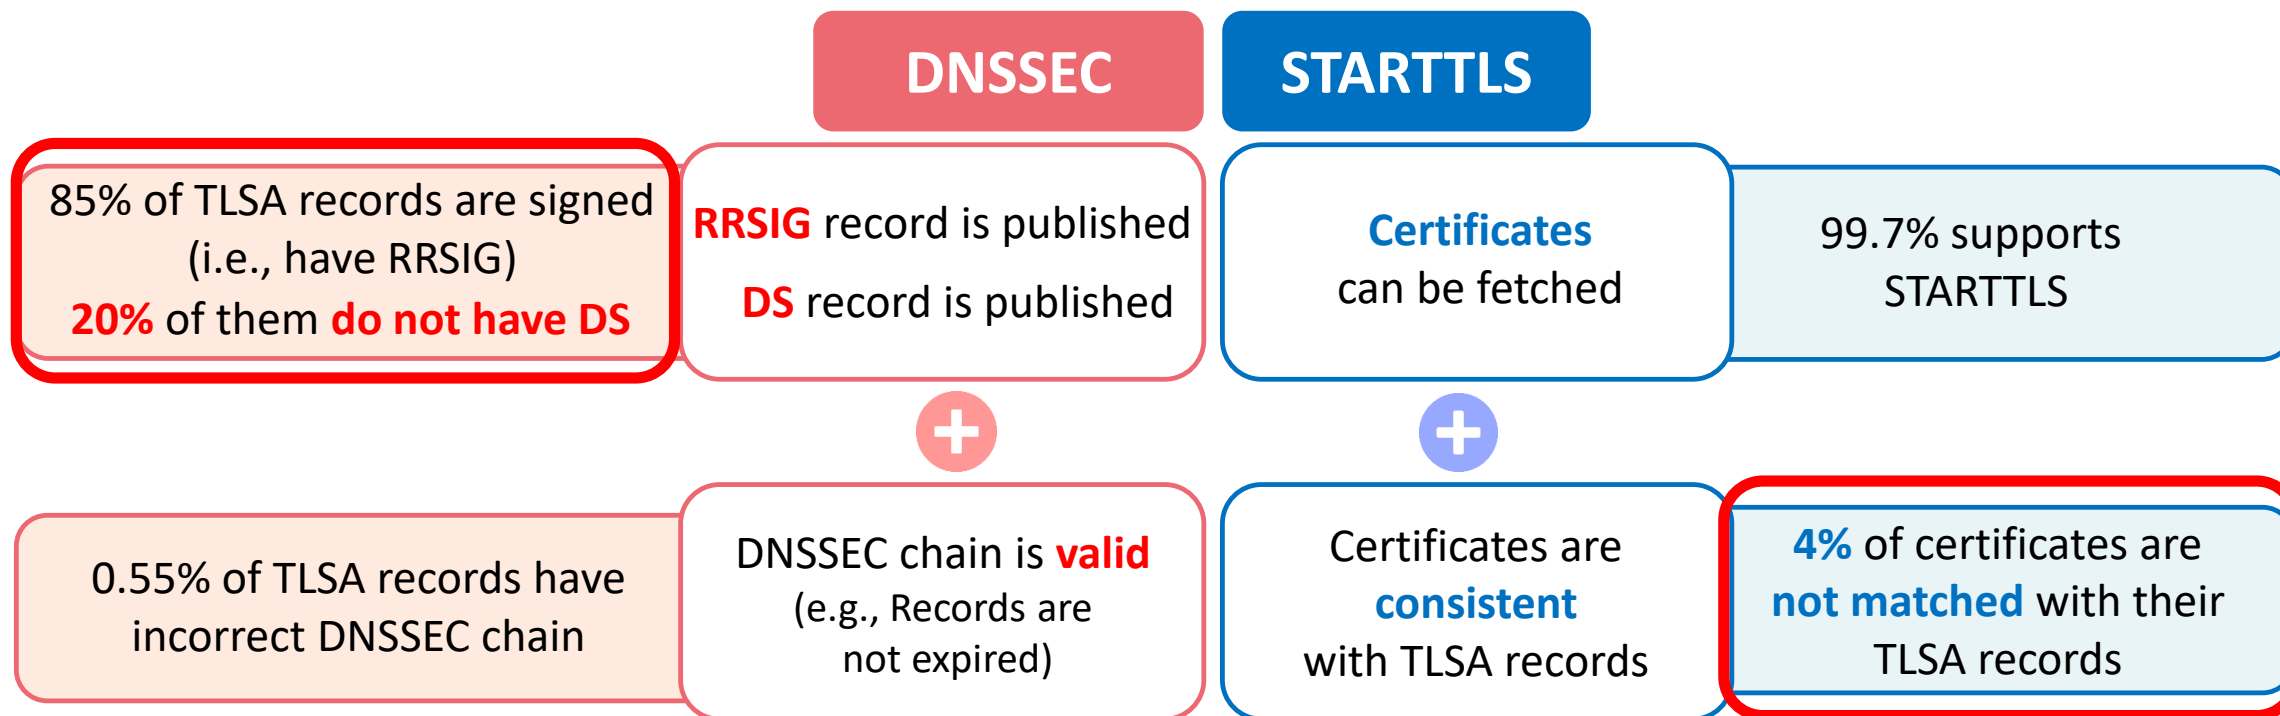 DNSSEC
STARTTLS
85% of TLSA records are signed
(i.e., have RRSIG)
20% of them do not have DS
RRSIG record is published
DS record is published
Certificates
can be fetched
99.7% supports
STARTTLS
0.55% of TLSA records have
incorrect DNSSEC chain
DNSSEC chain is valid
(e.g., Records are
not expired)
Certificates are
consistent
with TLSA records
4% of certificates are
not matched with their
TLSA records